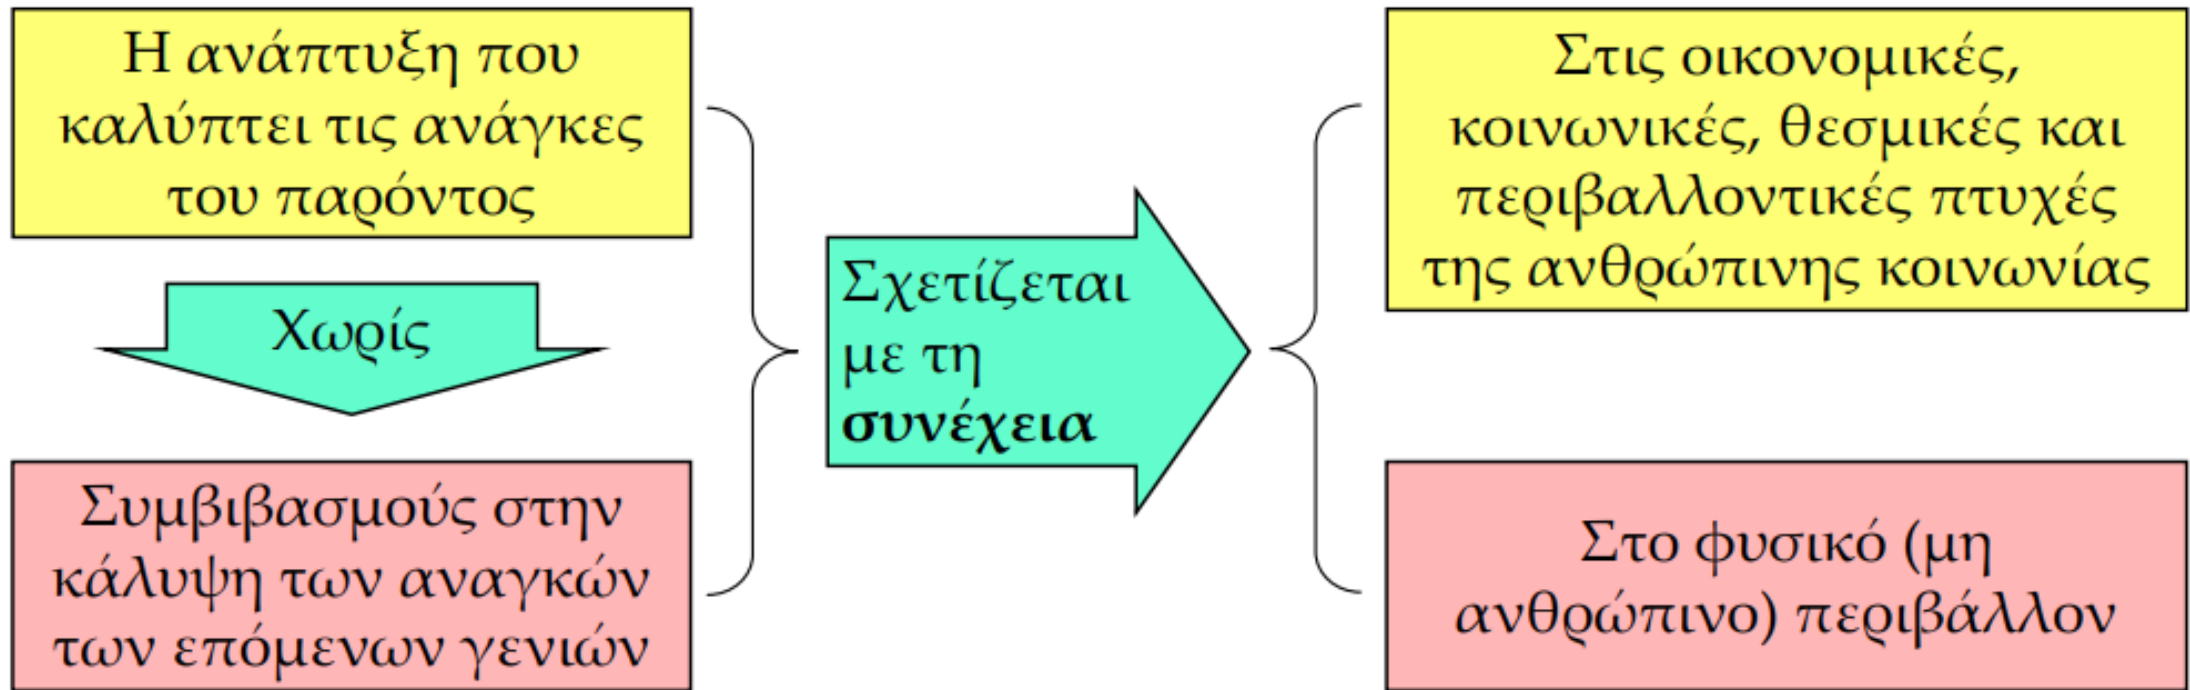 Η ανάπτυξη που
καλύπτει τις ανάγκες
του παρόντος
Χωρίς
Συμβιβασμούς στην
κάλυψη των αναγκών
των επόμενων γενιών
Σχετίζεται
με τη
συνέχεια
Στις οικονομικές,
κοινωνικές, θεσμικές και
περιβαλλοντικές πτυχές
της ανθρώπινης κοινωνίας
Στο φυσικό (μη
ανθρώπινο) περιβάλλον